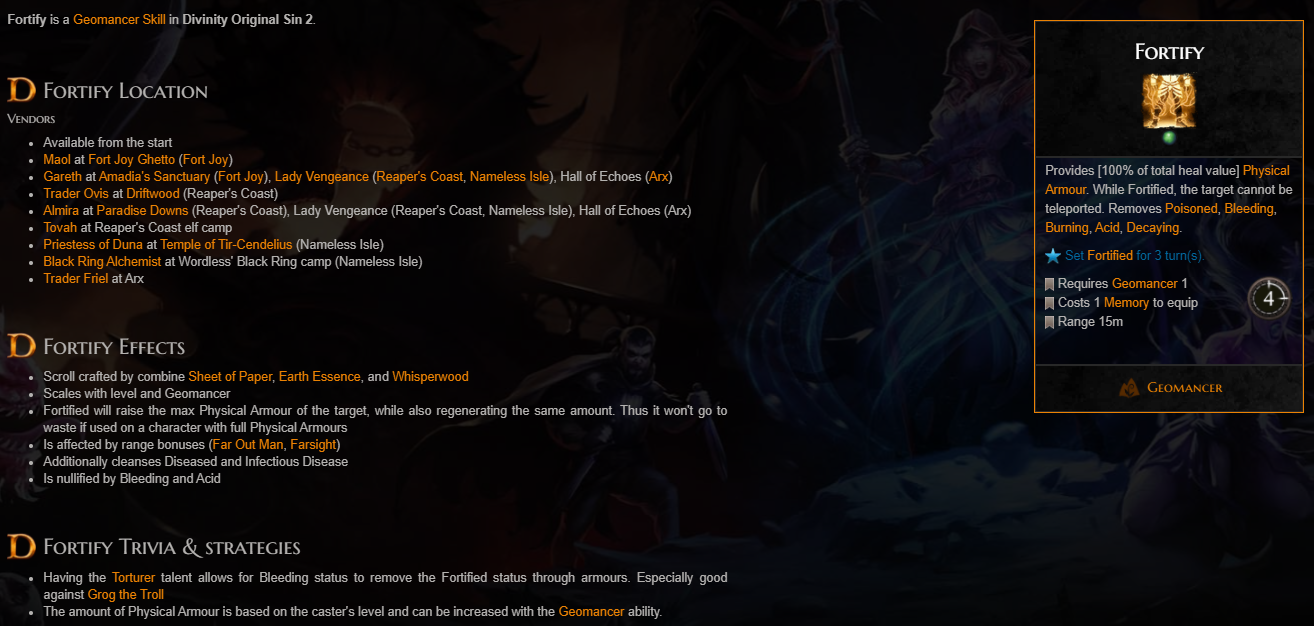 Fortify is a Geomancer Skill in Divinity Original Sin 2.
Fortify Location
Vendors
Available from the start
Maol at Fort Joy Ghetto (Fort Joy)
Gareth at Amadia's Sanctuary (Fort Joy), Lady Vengeance (Reaper's Coast, Nameless Isle), Hall of Echoes (Arx)
Trader Ovis at Driftwood (Reaper's Coast)
Almira at Paradise Downs (Reaper's Coast), Lady Vengeance (Reaper's Coast, Nameless Isle), Hall of Echoes (Arx)
Tovah at Reaper's Coast elf camp
Priestess of Duna at Temple of Tir-Cendelius (Nameless Isle)
Black Ring Alchemist at Wordless' Black Ring camp (Nameless Isle)
Trader Friel at Arx
Fortify Effects
Scroll crafted by combine Sheet of Paper, Earth Essence, and Whisperwood
Scales with level and Geomancer
Fortified will raise the max Physical Armour of the target, while also regenerating the same amount. Thus it won't go to
waste if used on a character with full Physical Armours
Is affected by range bonuses (Far Out Man, Farsight)
Additionally cleanses Diseased and Infectious Disease
Is nullified by Bleeding and Acid
Fortify Trivia & strategies
Having the Torturer talent allows for Bleeding status to remove the Fortified status through armours. Especially good
against Grog the Troll
The amount of Physical Armour is based on the caster's level and can be increased with the Geomancer ability.
Fortify
Provides [100% of total heal value] Physical
Armour. While Fortified, the target cannot be
teleported. Removes Poisoned, Bleeding,
Burning, Acid, Decaying.
Set Fortified for 3 turn(s).
Requires Geomancer 1
Costs 1 Memory to equip
Range 15m
4
Geomancer